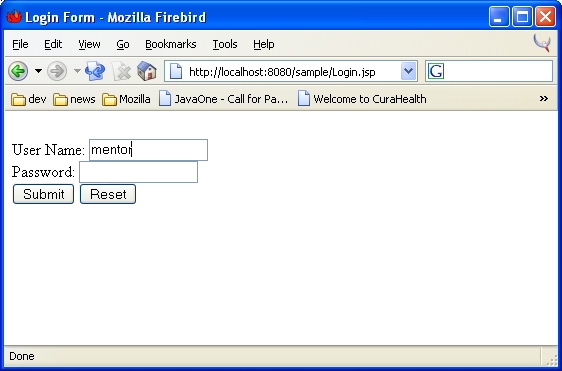 Login Form - Mozilla Firebird
File Edit View Go Bookmarks Tools Help
http://localhost:8080/sample/Login.jsp G
dev news Mozilla JavaOne - Call for Pa... Welcome to CuraHealth »
User Name: mentor
Password:
Submit Reset
Done